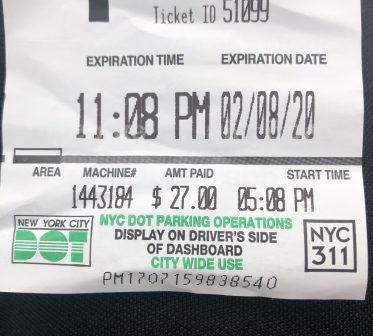 Ticket ID 51099
EXPIRATION TIME EXPIRATION DATE
11:08 PM 02/08/20
AREA MACHINE# AMT PAID START TIME
1443184 $ 27.00 05:08 PM
NEW YORK CITY
DOT
NYC DOT PARKING OPERATIONS
DISPLAY ON DRIVER'S SIDE
OF DASHBOARD
CITY WIDE USE
NYC
311
PM1707159838540